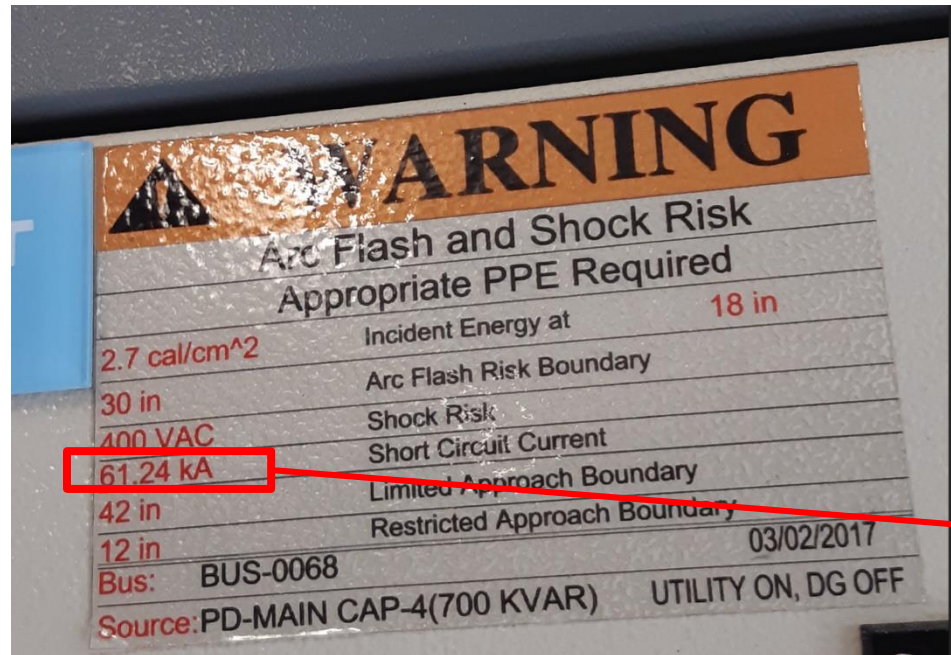 WARNING
Arc Flash and Shock Risk
Appropriate PPE Required
2.7 cal/cm^2 Incident Energy at 18 in
30 in Arc Flash Risk Boundary
400 VAC Shock Risk
61.24 kA Short Circuit Current
42 in Limited Approach Boundary
12 in Restricted Approach Boundary
Bus: BUS-0068 03/02/2017
Source: PD-MAIN CAP-4(700 KVAR) UTILITY ON, DG OFF
T